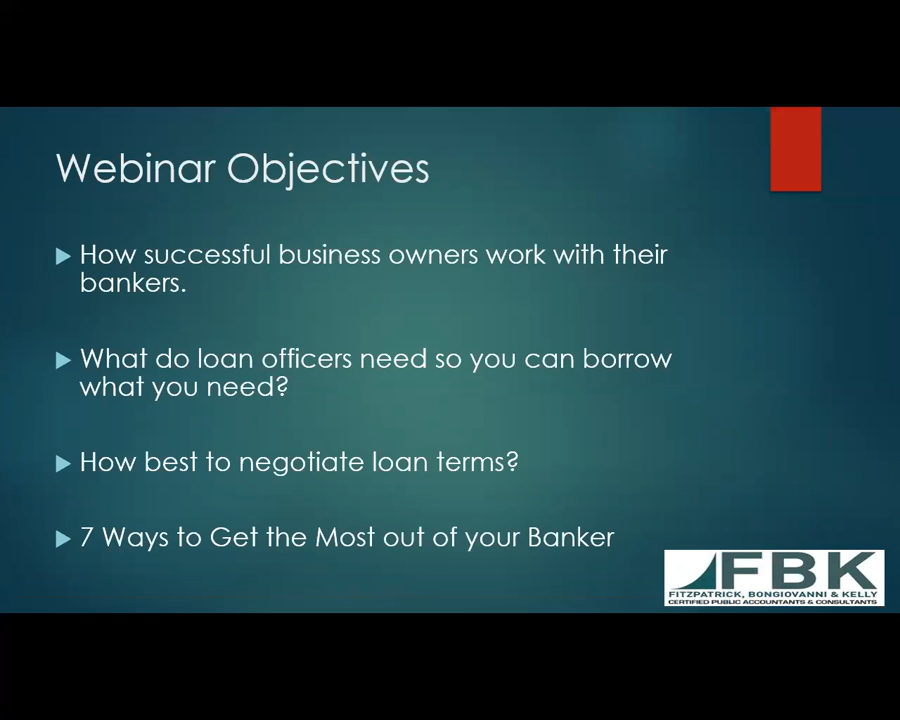 Webinar Objectives
How successful business owners work with their
bankers.
What do loan officers need so you can borrow
what you need?
How best to negotiate loan terms?
7 Ways to Get the Most out of your Banker
FBK
FITZPATRICK, BONGIOVANNI & KELLY
CERTIFIED PUBLIC ACCOUNTANTS & CONSULTANTS